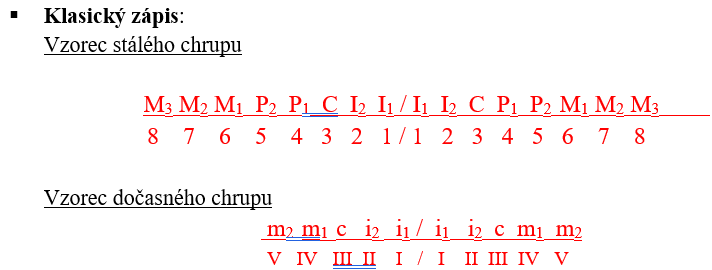 ▪ Klasický zápis:
Vzorec stálého chrupu
M₃ M₂ M₁ P₂ P₁ C I₂ I₁ / I₁ I₂ C P₁ P₂ M₁ M₂ M₃
8 7 6 5 4 3 2 1 / 1 2 3 4 5 6 7 8
Vzorec dočasného chrupu
m₂ m₁ c i₂ i₁ / i₁ i₂ c m₁ m₂
V IV III II I / I II III IV V